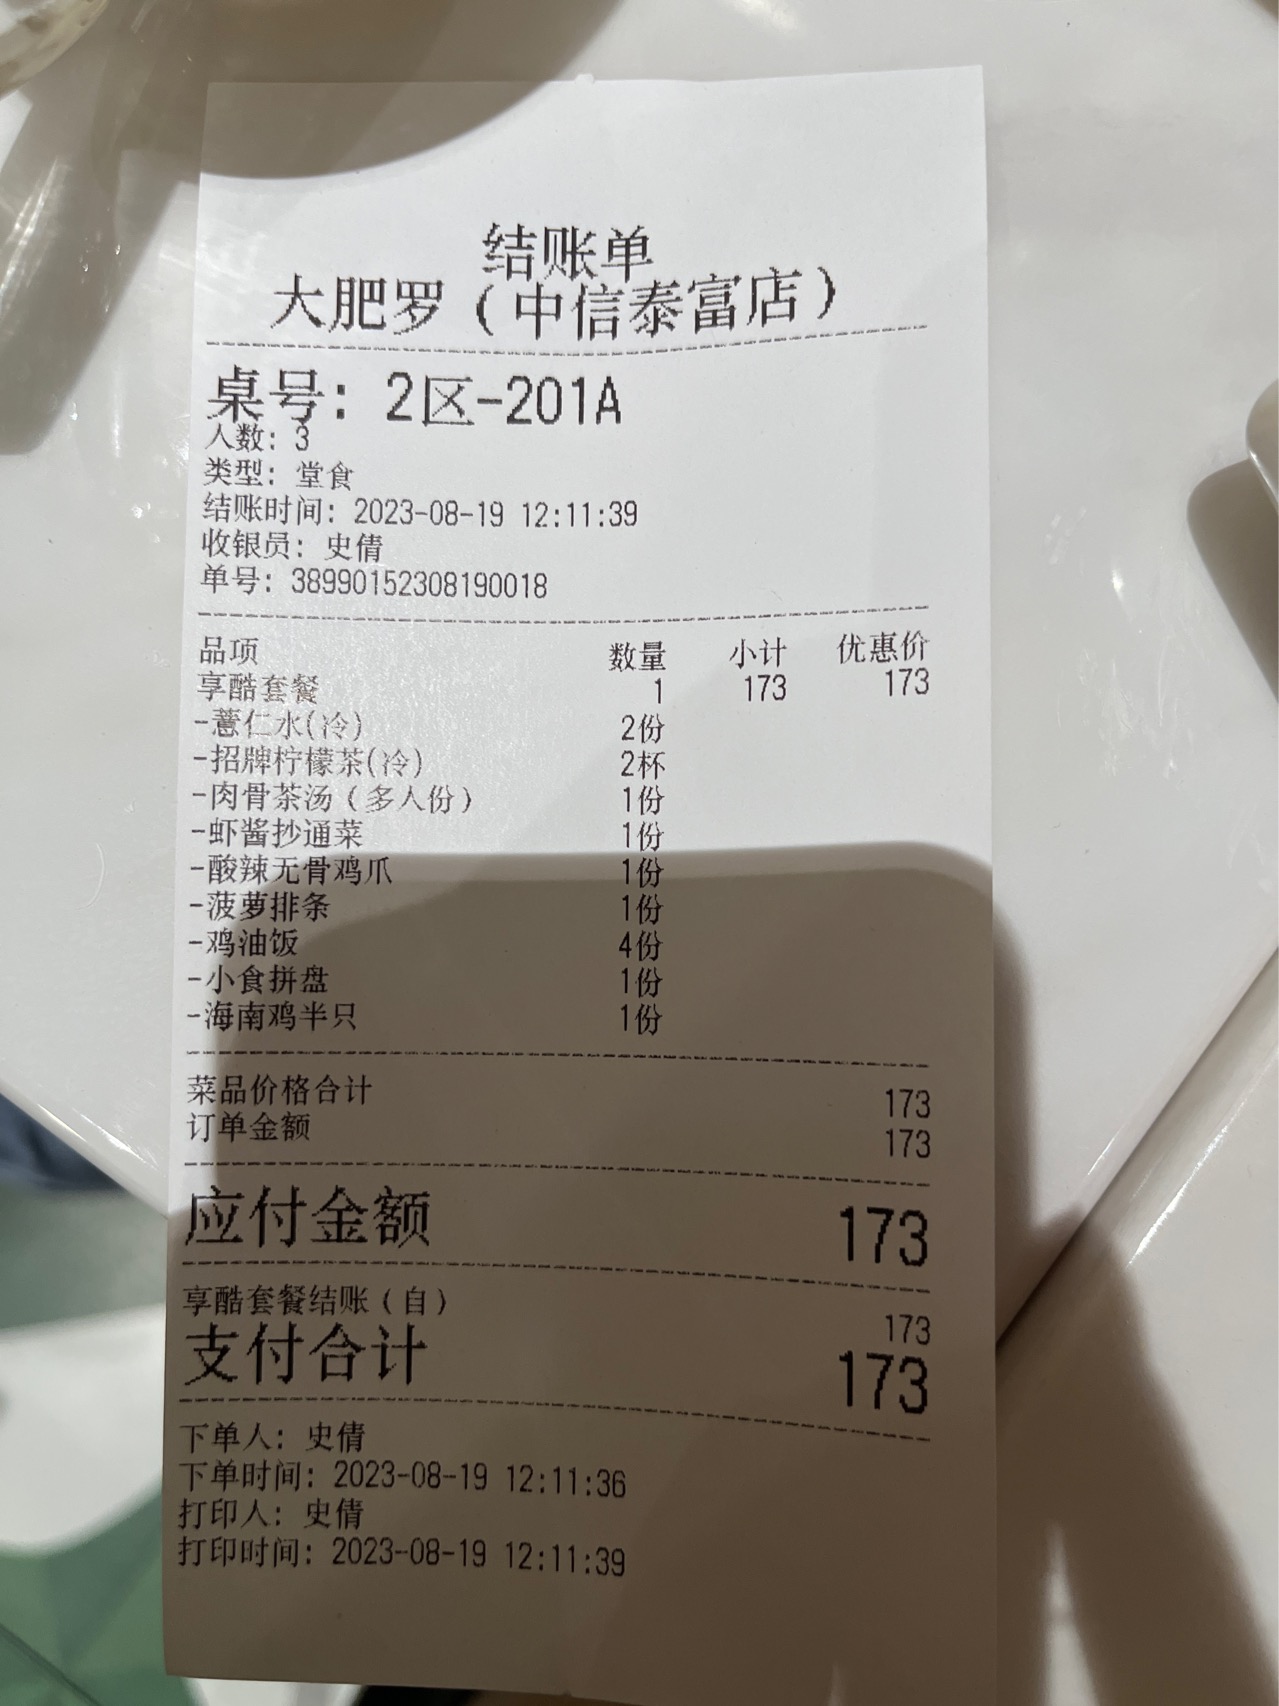 结账单
大肥罗（中信泰富店）
桌号: 2区-201A
人数: 3
类型: 堂食
结账时间: 2023-08-19 12:11:39
收银员: 史倩
单号: 38990152308190018
品项 数量 小计 优惠价
享酷套餐 1 173 173
-薏仁水(冷) 2份
-招牌柠檬茶(冷) 2杯
-肉骨茶汤（多人份） 1份
-虾酱抄通菜 1份
-酸辣无骨鸡爪 1份
-菠萝排条 1份
-鸡油饭 4份
-小食拼盘 1份
-海南鸡半只 1份
菜品价格合计 173
订单金额 173
应付金额 173
享酷套餐结账（自） 173
支付合计 173
下单人: 史倩
下单时间: 2023-08-19 12:11:36
打印人: 史倩
打印时间: 2023-08-19 12:11:39